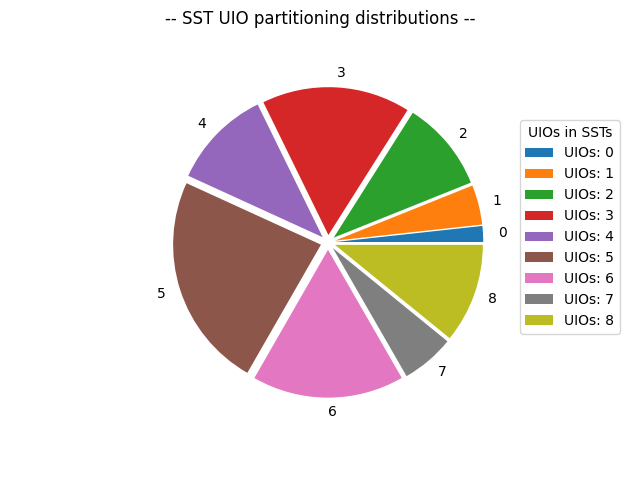 -- SST UIO partitioning distributions --
3
4
2
1
0
5
8
7
6
UIOs in SSTs
UIOs: 0
UIOs: 1
UIOs: 2
UIOs: 3
UIOs: 4
UIOs: 5
UIOs: 6
UIOs: 7
UIOs: 8